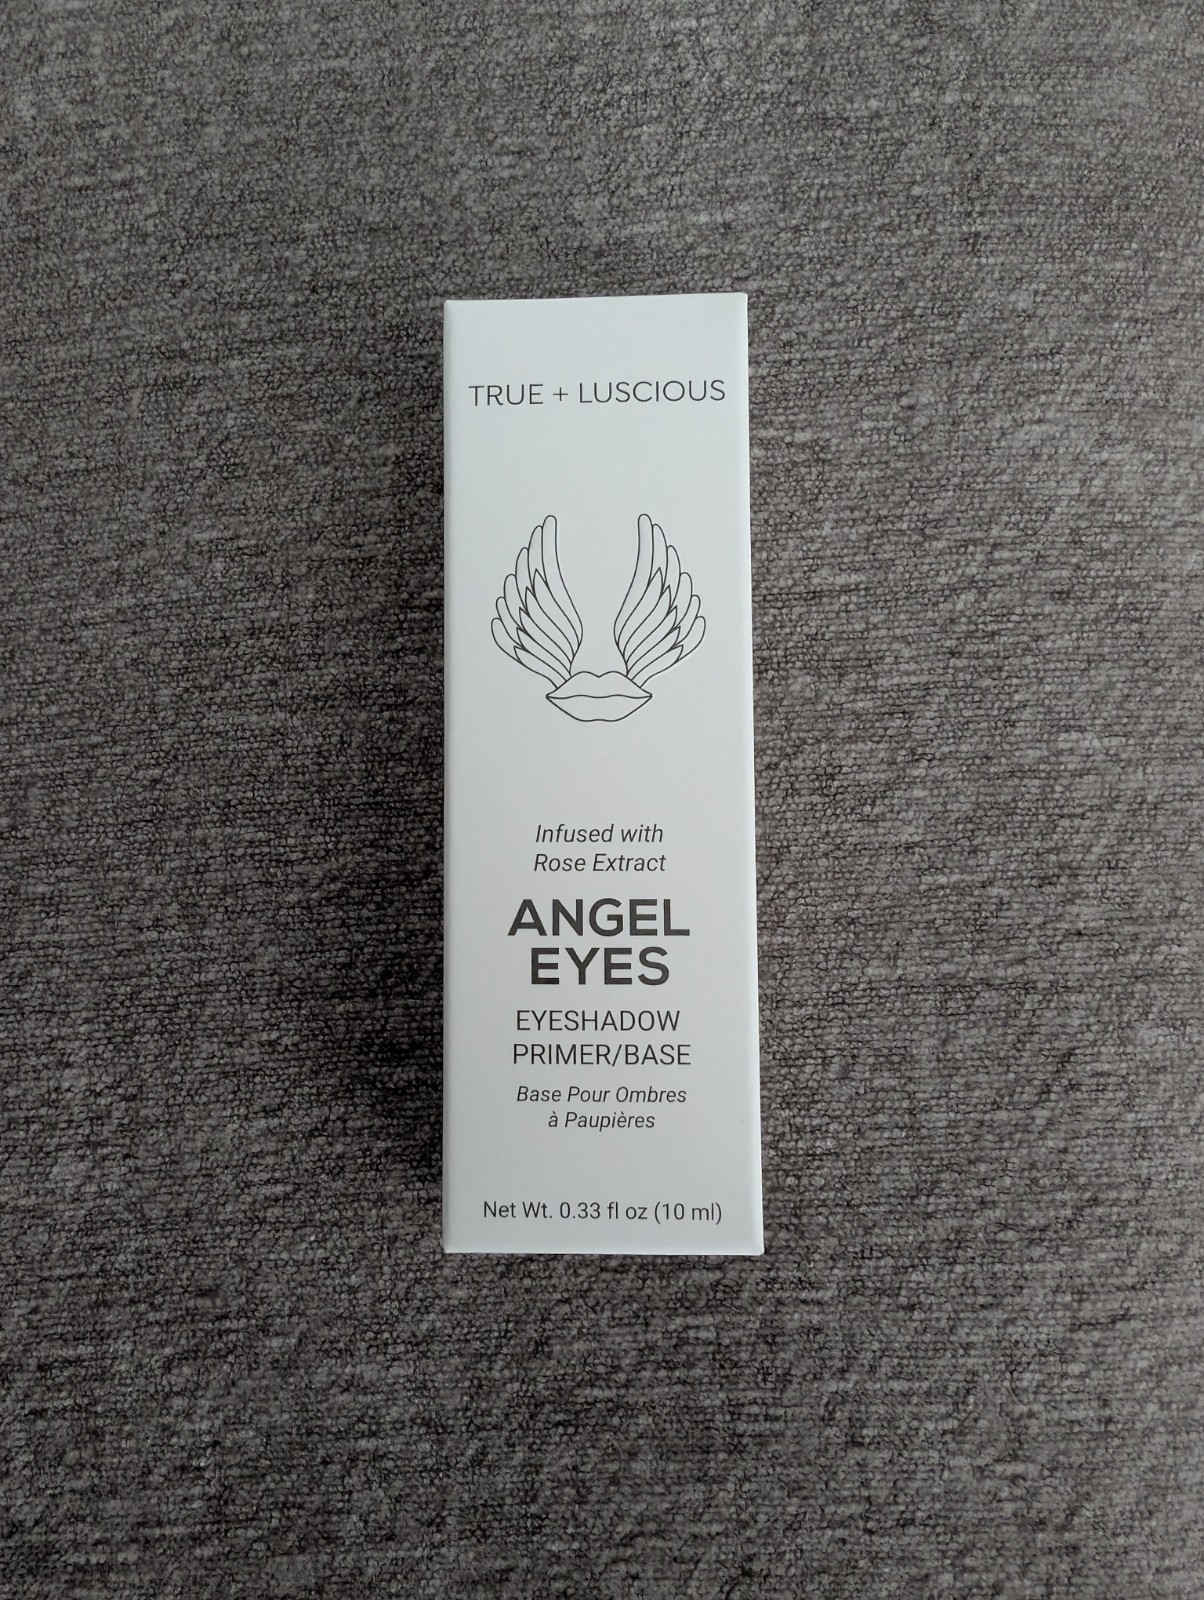 TRUE + LUSCIOUS
Infused with
Rose Extract
ANGEL
EYES
EYESHADOW
PRIMER/BASE
Base Pour Ombres
à Paupières
Net Wt. 0.33 fl oz (10 ml)